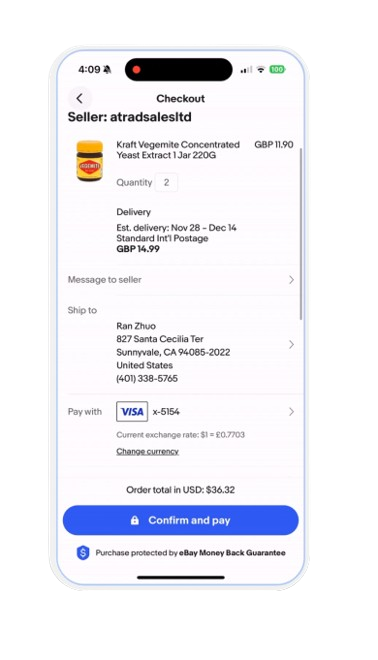 4:09
100
Checkout
Seller: atradsalesltd
Kraft Vegemite Concentrated GBP 11.90
Yeast Extract 1 Jar 220G
VEGEMITE
Quantity 2
Delivery
Est. delivery: Nov 28 – Dec 14
Standard Int'l Postage
GBP 14.99
Message to seller
Ship to
Ran Zhuo
827 Santa Cecilia Ter
Sunnyvale, CA 94085-2022
United States
(401) 338-5765
Pay with VISA x-5154
Current exchange rate: $1 = £0.7703
Change currency
Order total in USD: $36.32
Confirm and pay
Purchase protected by eBay Money Back Guarantee